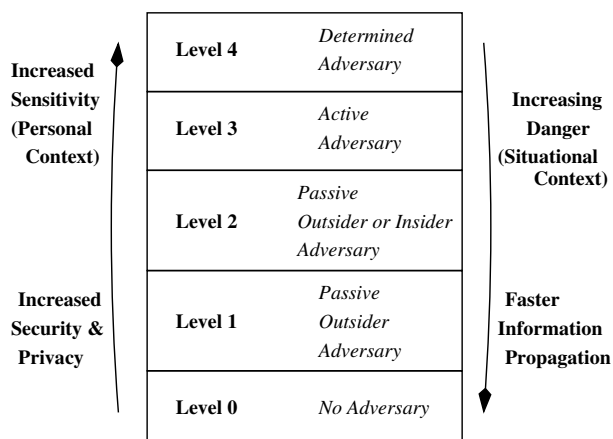 Increased
Sensitivity
(Personal
Context)
Increased
Security &
Privacy
Level 4
Determined
Adversary
Level 3
Active
Adversary
Level 2
Passive
Outsider or Insider
Adversary
Level 1
Passive
Outsider
Adversary
Level 0
No Adversary
Increasing
Danger
(Situational
Context)
Faster
Information
Propagation